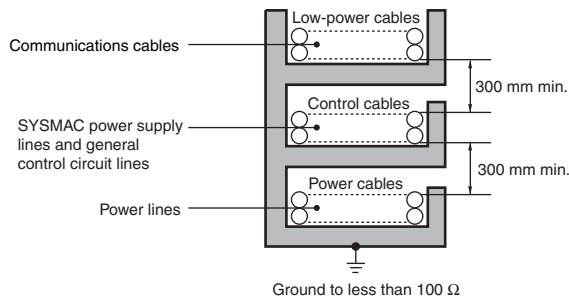 Low-power cables
Communications cables
300 mm min.
Control cables
SYSMAC power supply
lines and general
control circuit lines
300 mm min.
Power cables
Power lines
Ground to less than 100 Ω